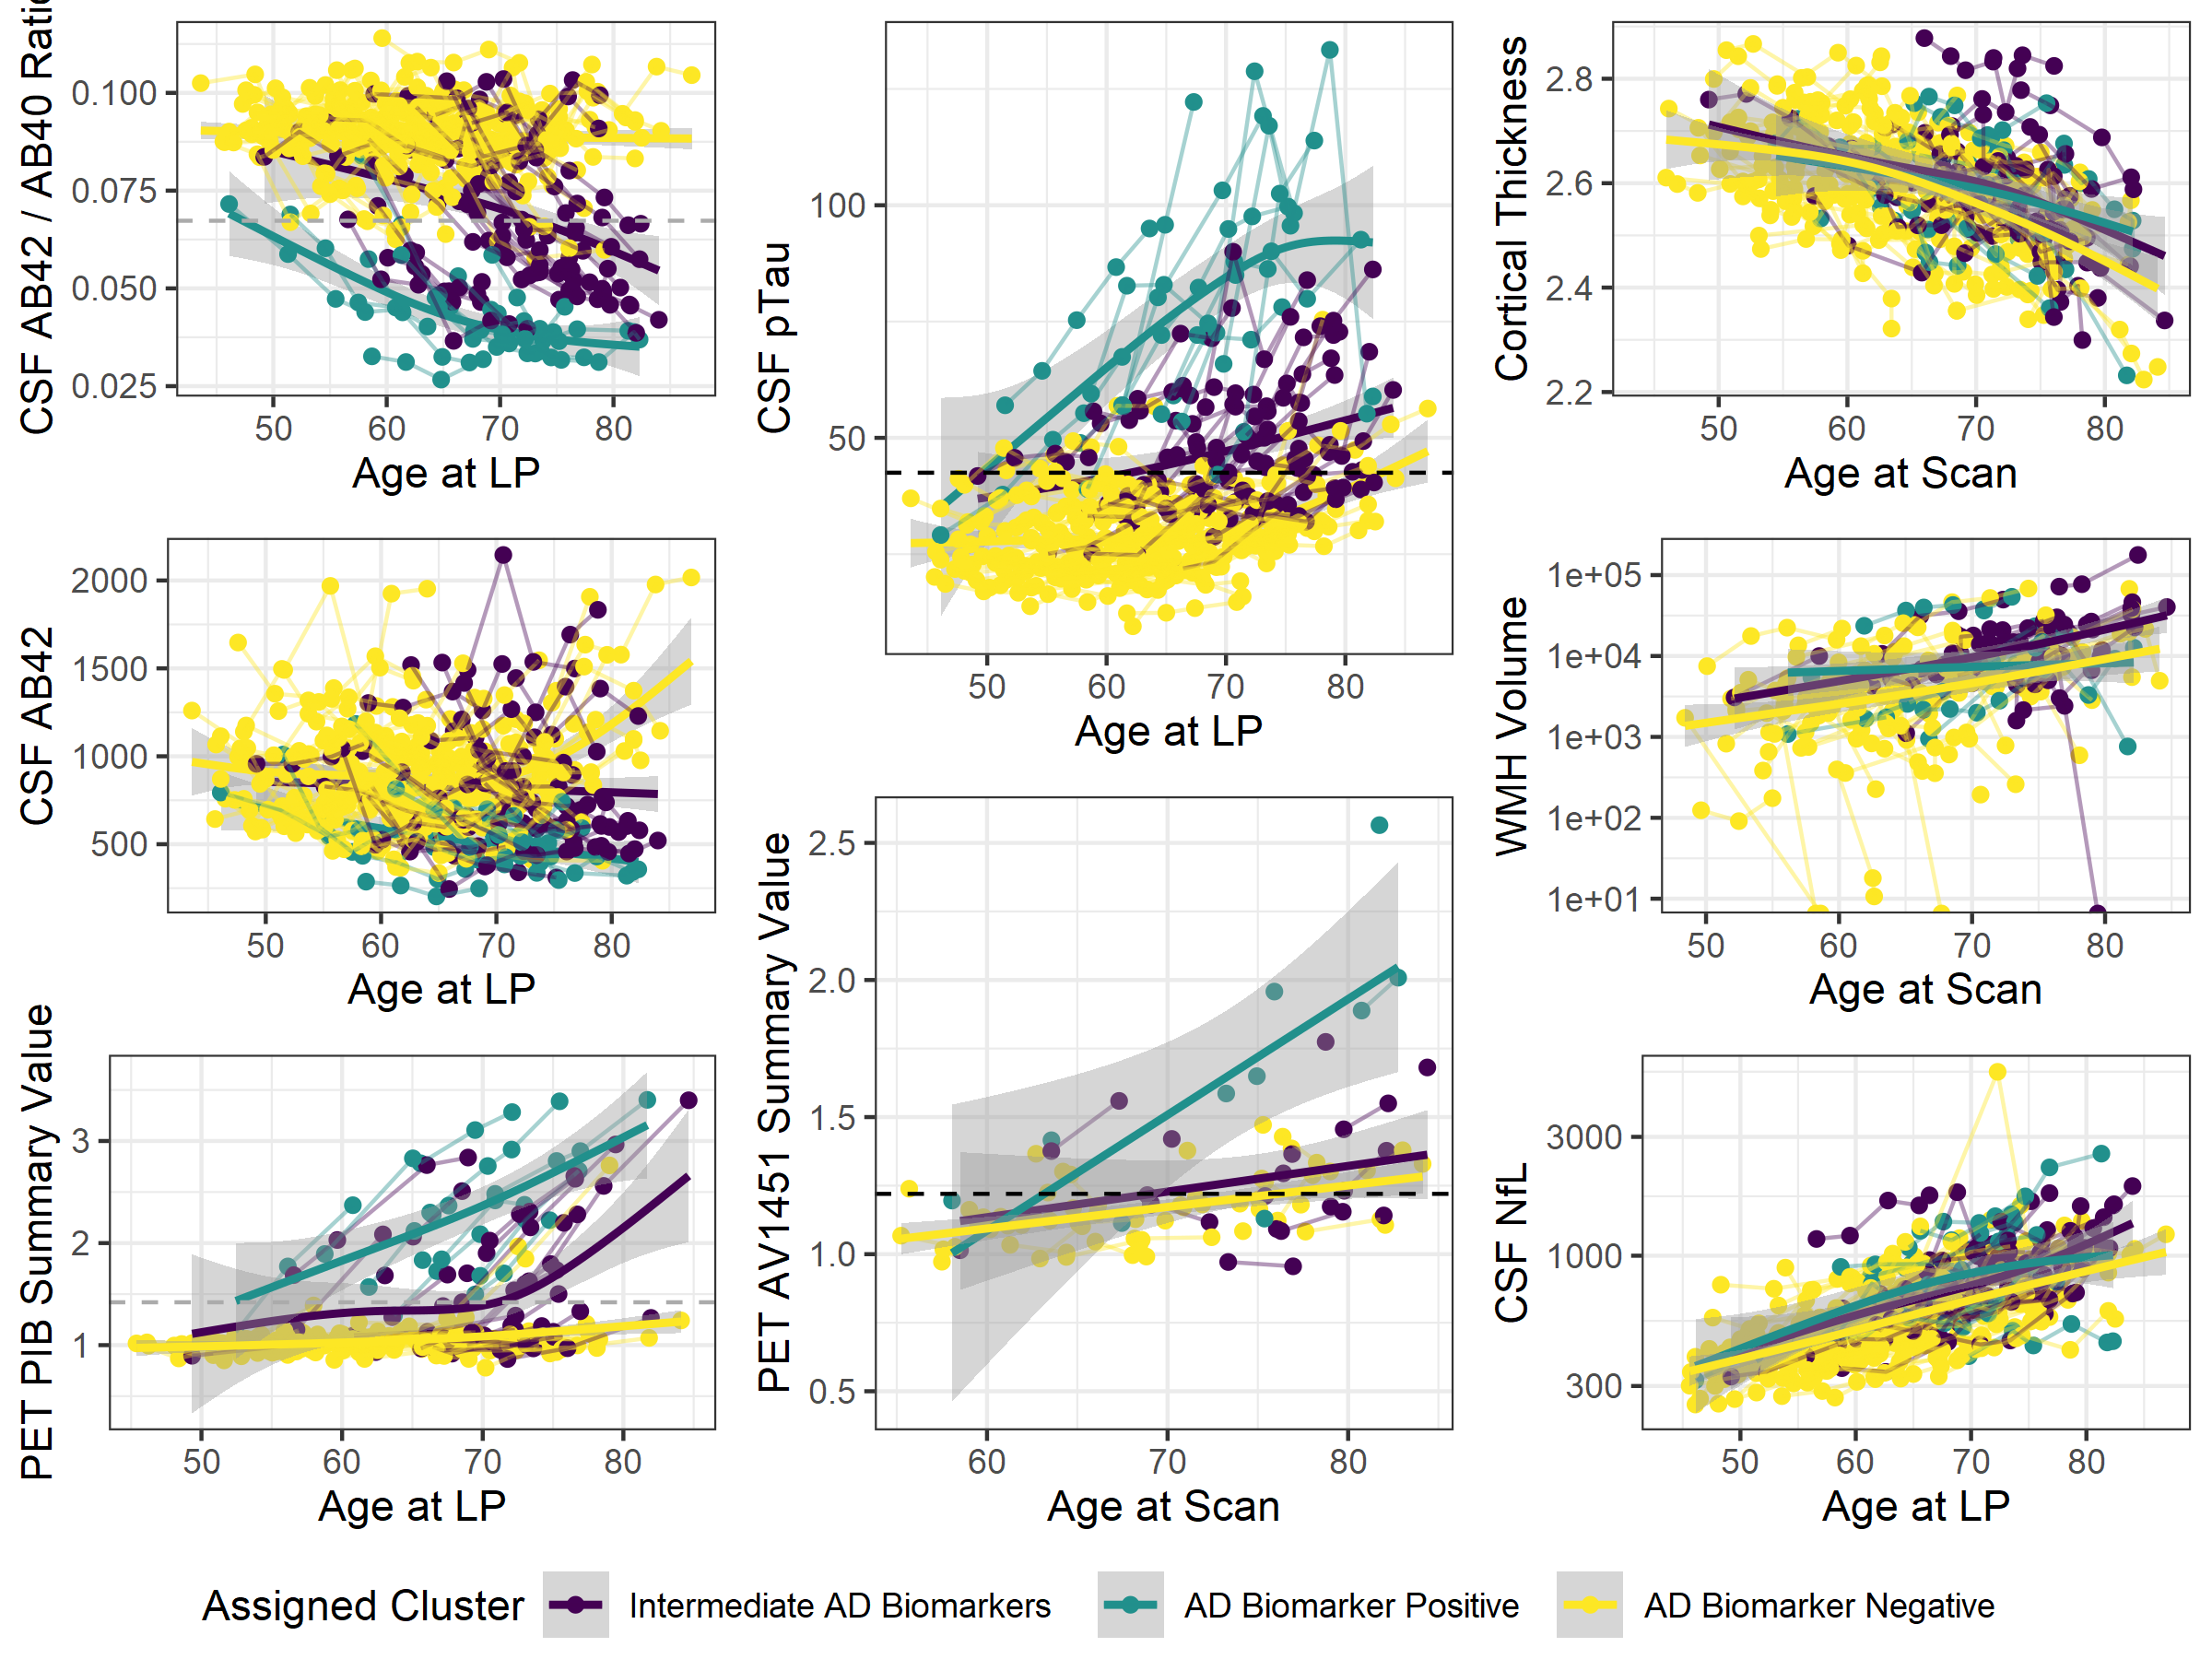 CSF AB42 / AB40 Ratio
0.100
0.075
0.050
0.025
50 60 70 80
Age at LP
CSF pTau
100
50
50 60 70 80
Age at LP
Cortical Thickness
2.8
2.6
2.4
2.2
50 60 70 80
Age at Scan
CSF AB42
2000
1500
1000
500
50 60 70 80
Age at LP
WMH Volume
1e+05
1e+04
1e+03
1e+02
1e+01
50 60 70 80
Age at Scan
PET PIB Summary Value
3
2
1
50 60 70 80
Age at LP
PET AV1451 Summary Value
2.5
2.0
1.5
1.0
0.5
60 70 80
Age at Scan
CSF NfL
3000
1000
300
50 60 70 80
Age at LP
Assigned Cluster Intermediate AD Biomarkers AD Biomarker Positive AD Biomarker Negative